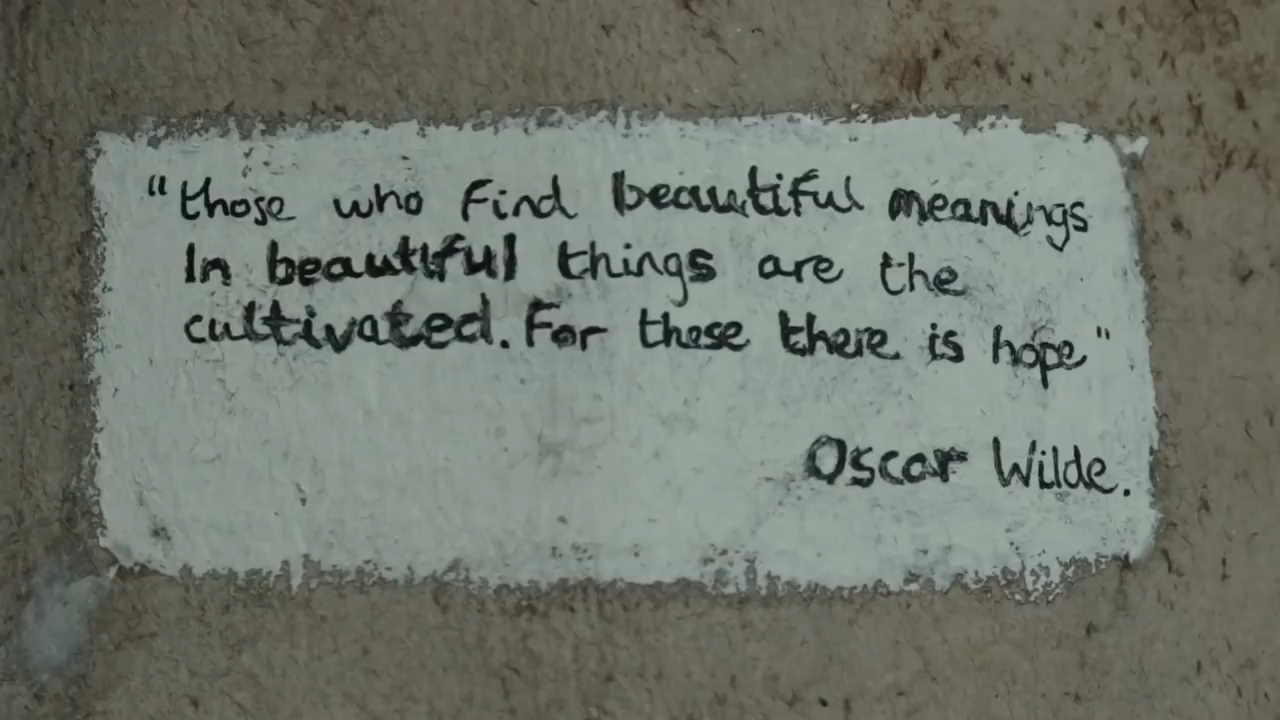 "those who Find beautiful meanings
In beautiful things are the
cultivated. For these there is hope"
Oscar Wilde.